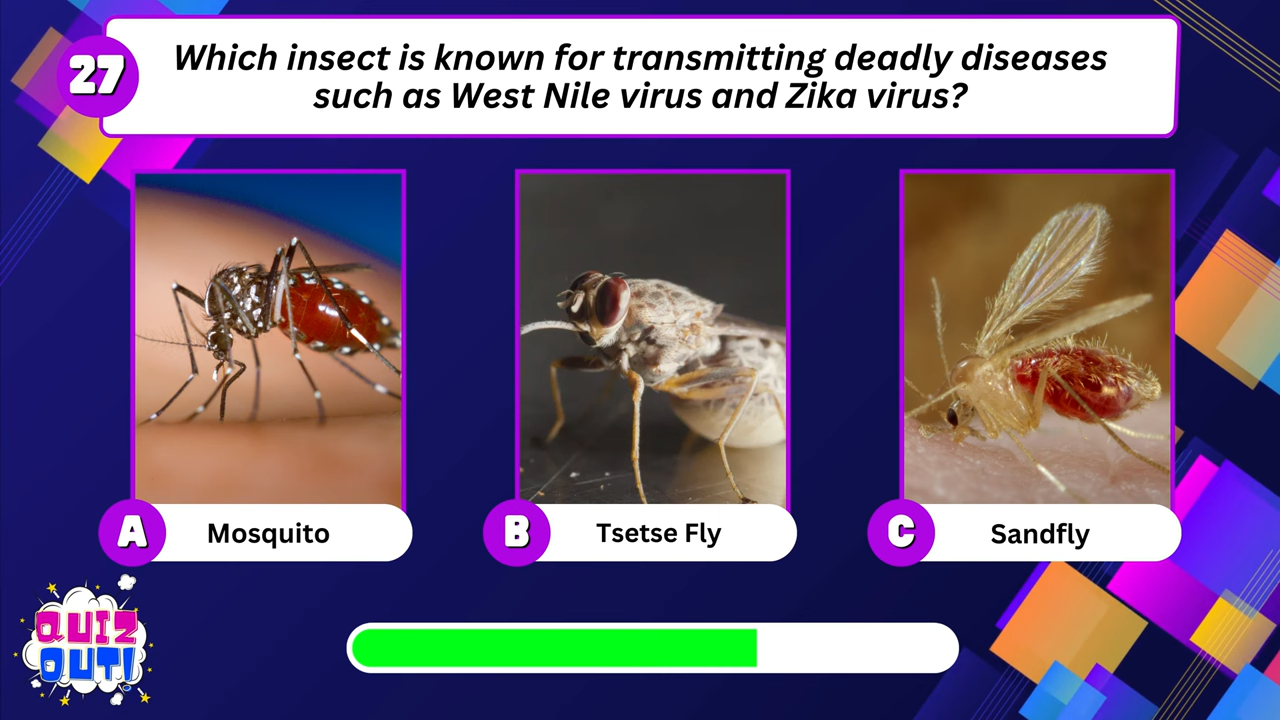 27
Which insect is known for transmitting deadly diseases
such as West Nile virus and Zika virus?
A Mosquito
B Tsetse Fly
C Sandfly
QUIZ
OUT!